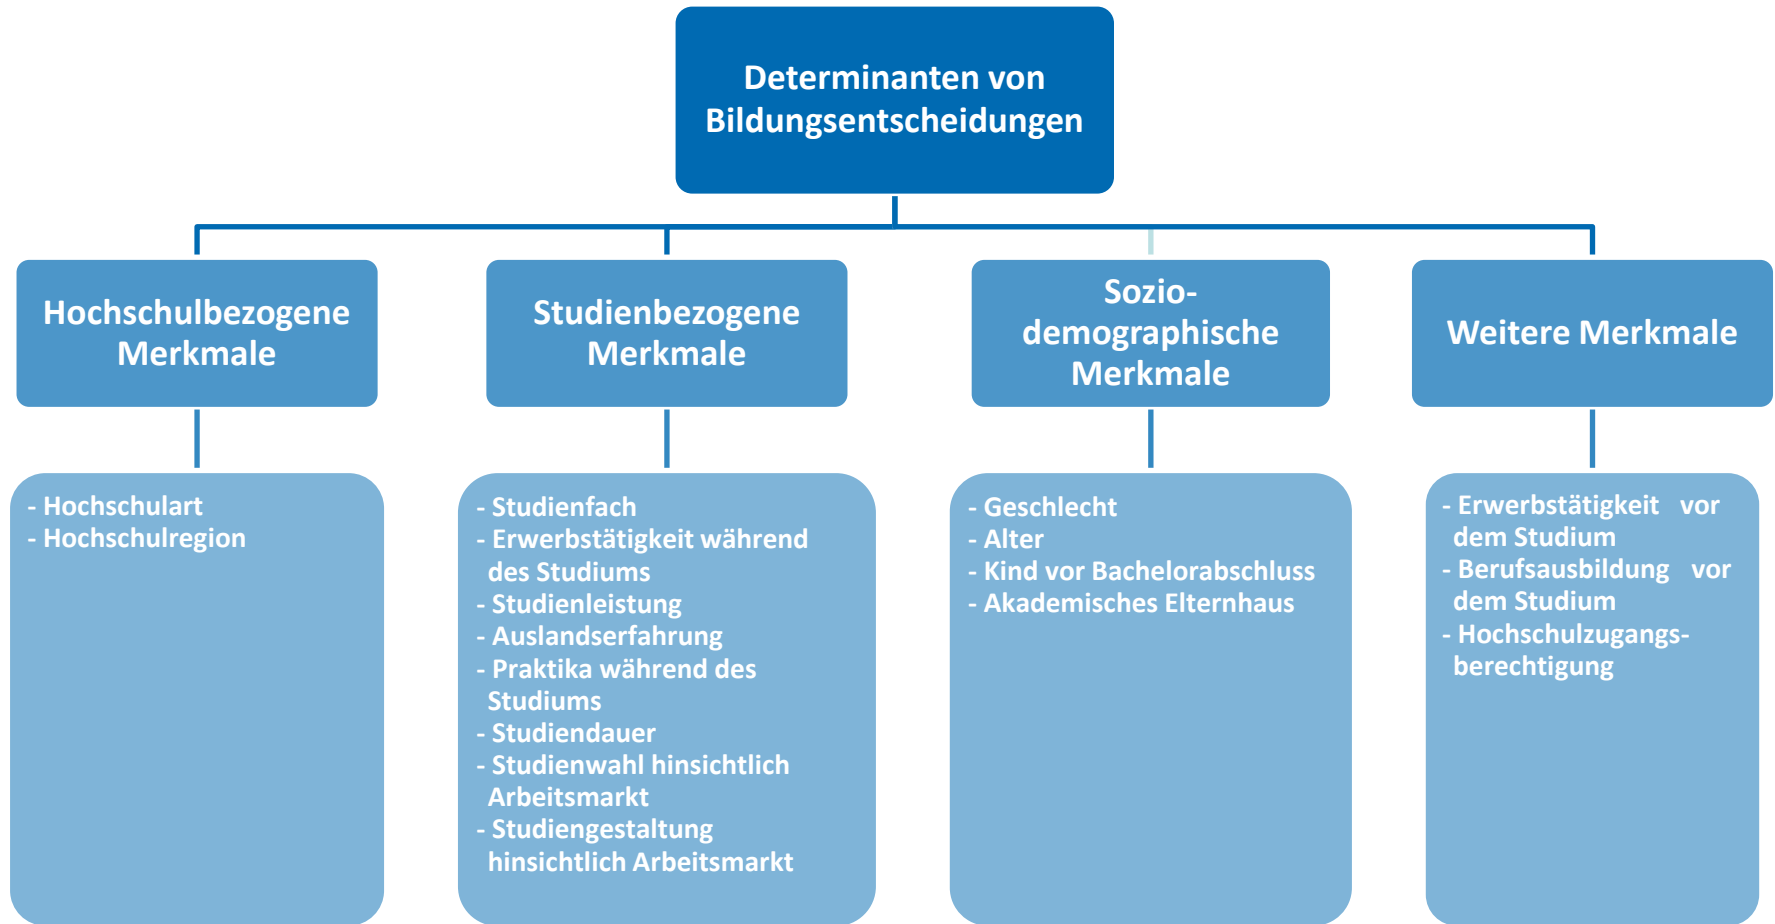 Determinanten von
Bildungsentscheidungen
Hochschulbezogene
Merkmale
Studienbezogene
Merkmale
Sozio-
demographische
Merkmale
Weitere Merkmale
- Hochschulart
- Hochschulregion
- Studienfach
- Erwerbstätigkeit während
des Studiums
- Studienleistung
- Auslandserfahrung
- Praktika während des
Studiums
- Studiendauer
- Studienwahl hinsichtlich
Arbeitsmarkt
- Studiengestaltung
hinsichtlich Arbeitsmarkt
- Geschlecht
- Alter
- Kind vor Bachelorabschluss
- Akademisches Elternhaus
- Erwerbstätigkeit vor
dem Studium
- Berufsausbildung vor
dem Studium
- Hochschulzugangs-
berechtigung